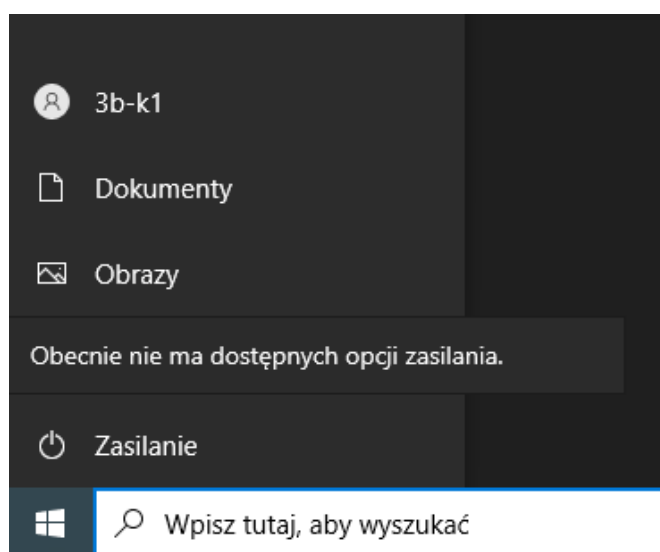 3b-k1
Dokumenty
Obrazy
Obecnie nie ma dostępnych opcji zasilania.
Zasilanie
Wpisz tutaj, aby wyszukać